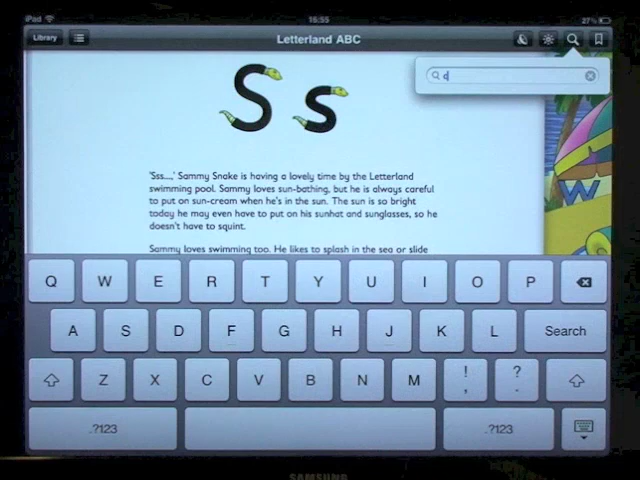 iPad 16:55 27%
Library Letterland ABC
d
S s
'Sss...,' Sammy Snake is having a lovely time by the Letterland
swimming pool. Sammy loves sun-bathing, but he is always careful
to put on sun-cream when he's in the sun. The sun is so bright
today he may even have to put on his sunhat and sunglasses, so he
doesn't have to squint.
Sammy loves swimming too. He likes to splash in the sea or slide
W
Q W E R T Y U I O P
A S D F G H J K L Search
Z X C V B N M ! , ? .
.?123 .?123
SAMSUNG